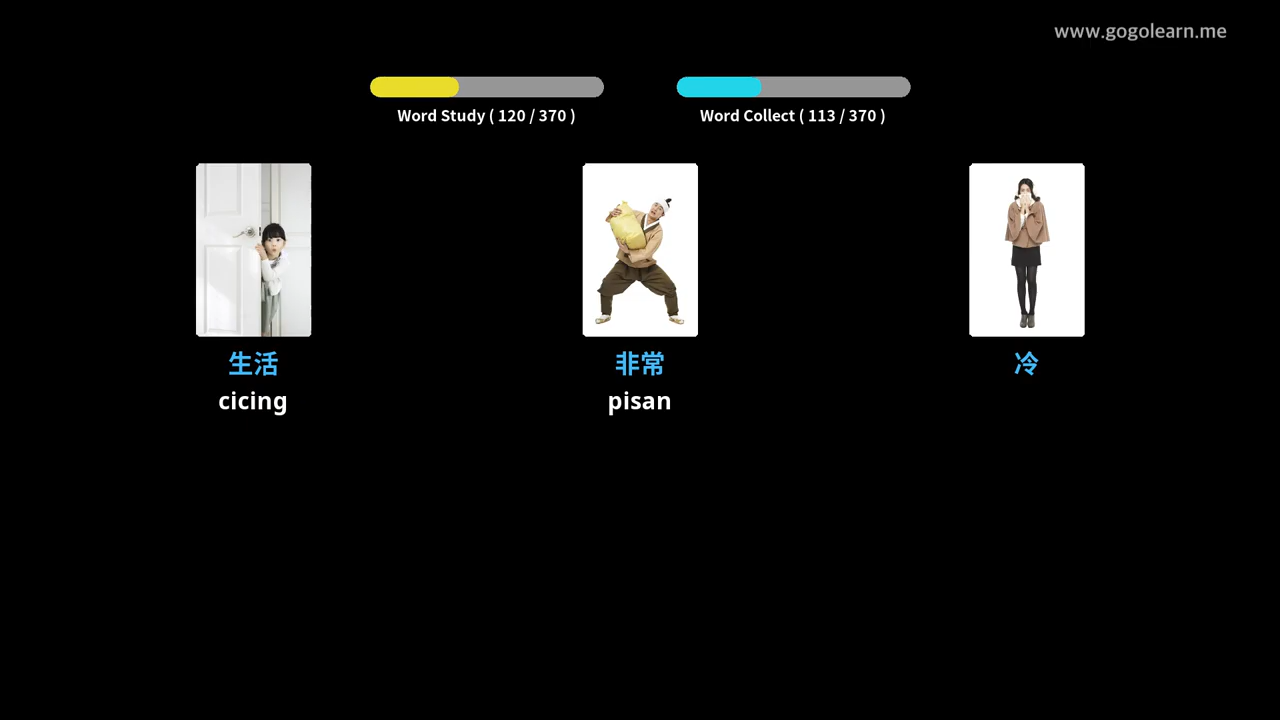 www.gogolearn.me
Word Study ( 120 / 370 )
Word Collect ( 113 / 370 )
生活
非常
冷
cicing
pisan